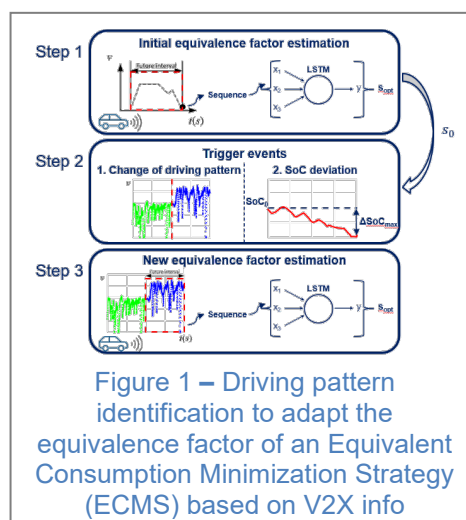 Step 1
Initial equivalence factor estimation
v
Future interval
t(s)
Sequence
x₁
x₂
x₃
LSTM
y
s_opt
s₀
Step 2
Trigger events
1. Change of driving pattern
2. SoC deviation
v
SoC₀
ΔSoC_max
Step 3
New equivalence factor estimation
v
Future interval
t(s)
Sequence
x₁
x₂
x₃
LSTM
y
s_opt
Figure 1 – Driving pattern
identification to adapt the
equivalence factor of an Equivalent
Consumption Minimization Strategy
(ECMS) based on V2X info